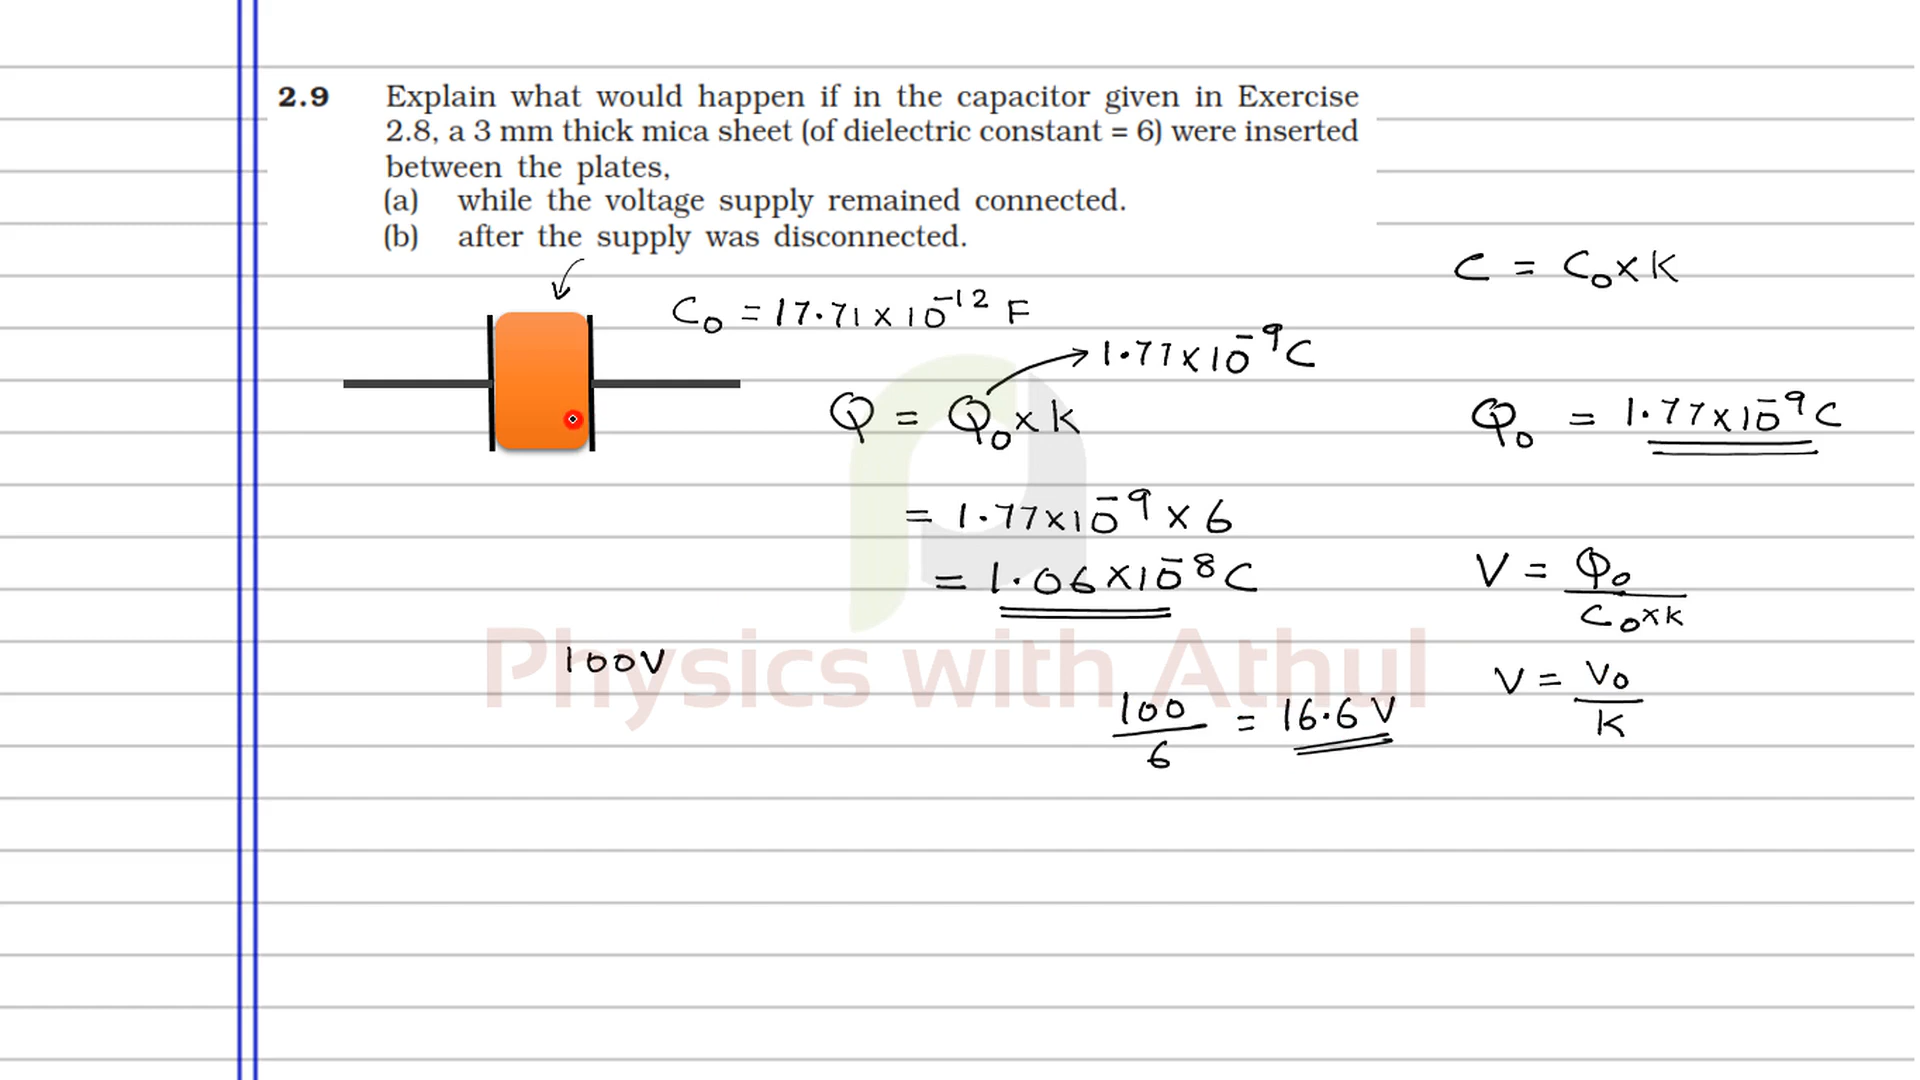 2.9 Explain what would happen if in the capacitor given in Exercise
2.8, a 3 mm thick mica sheet (of dielectric constant = 6) were inserted
between the plates,
(a) while the voltage supply remained connected.
(b) after the supply was disconnected.
C = C₀ × K
C₀ = 17.71 × 10⁻¹² F
1.77 × 10⁻⁹ C
Q = Q₀ × K
Q₀ = 1.77 × 10⁻⁹ C
= 1.77 × 10⁻⁹ × 6
= 1.06 × 10⁻⁸ C
V = Q₀ / C₀ × K
Physics with Athul
100V
V = V₀ / K
100 / 6 = 16.6 V